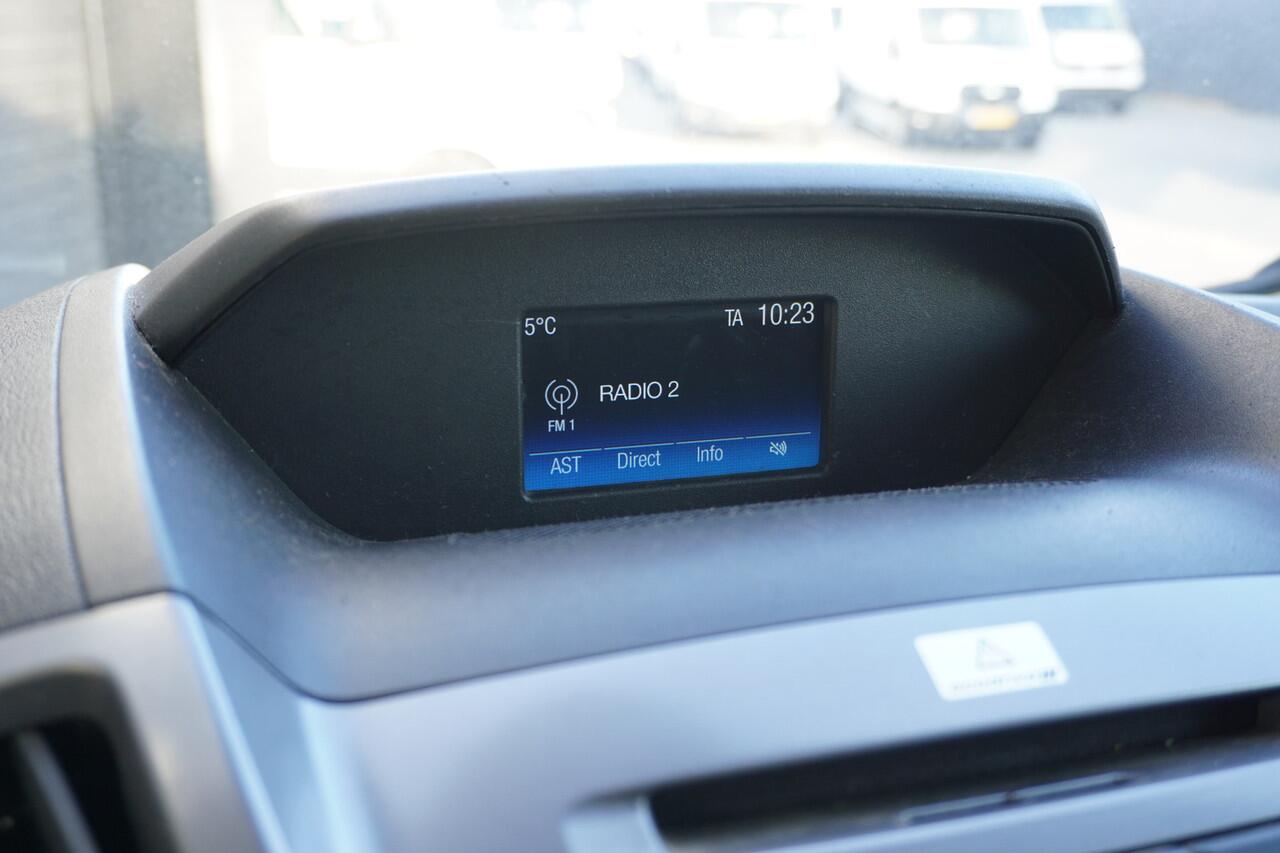 5°C TA 10:23
RADIO 2
FM 1
AST Direct Info